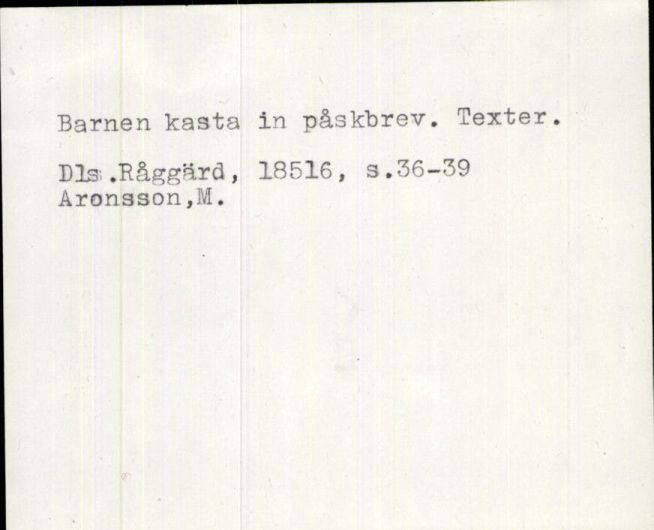 Barnen kasta in påskbrev. Texter.
Dls.Råggärd, 18516, s.36-39
Aronsson,M.